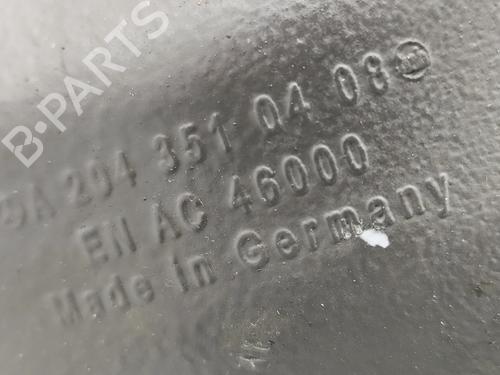 B-PARTS
A 204 351 04 08
EN AC 46000
Made in Germany